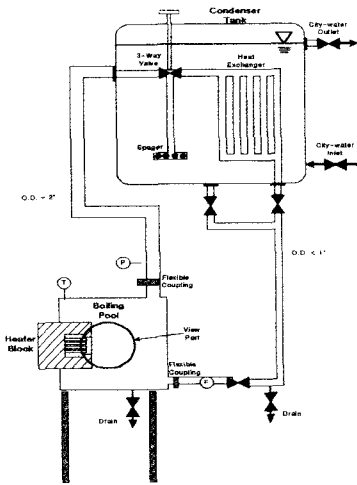 Condenser
Tank
City-water
Outlet
3-Way
Valve
Heat
Exchanger
Spager
City-water
Inlet
O.D. = 2"
O.D. < 1"
P
Flexible
Coupling
T
Boiling
Pool
Heater
Block
View
Port
Flexible
Coupling
F
Drain
Drain